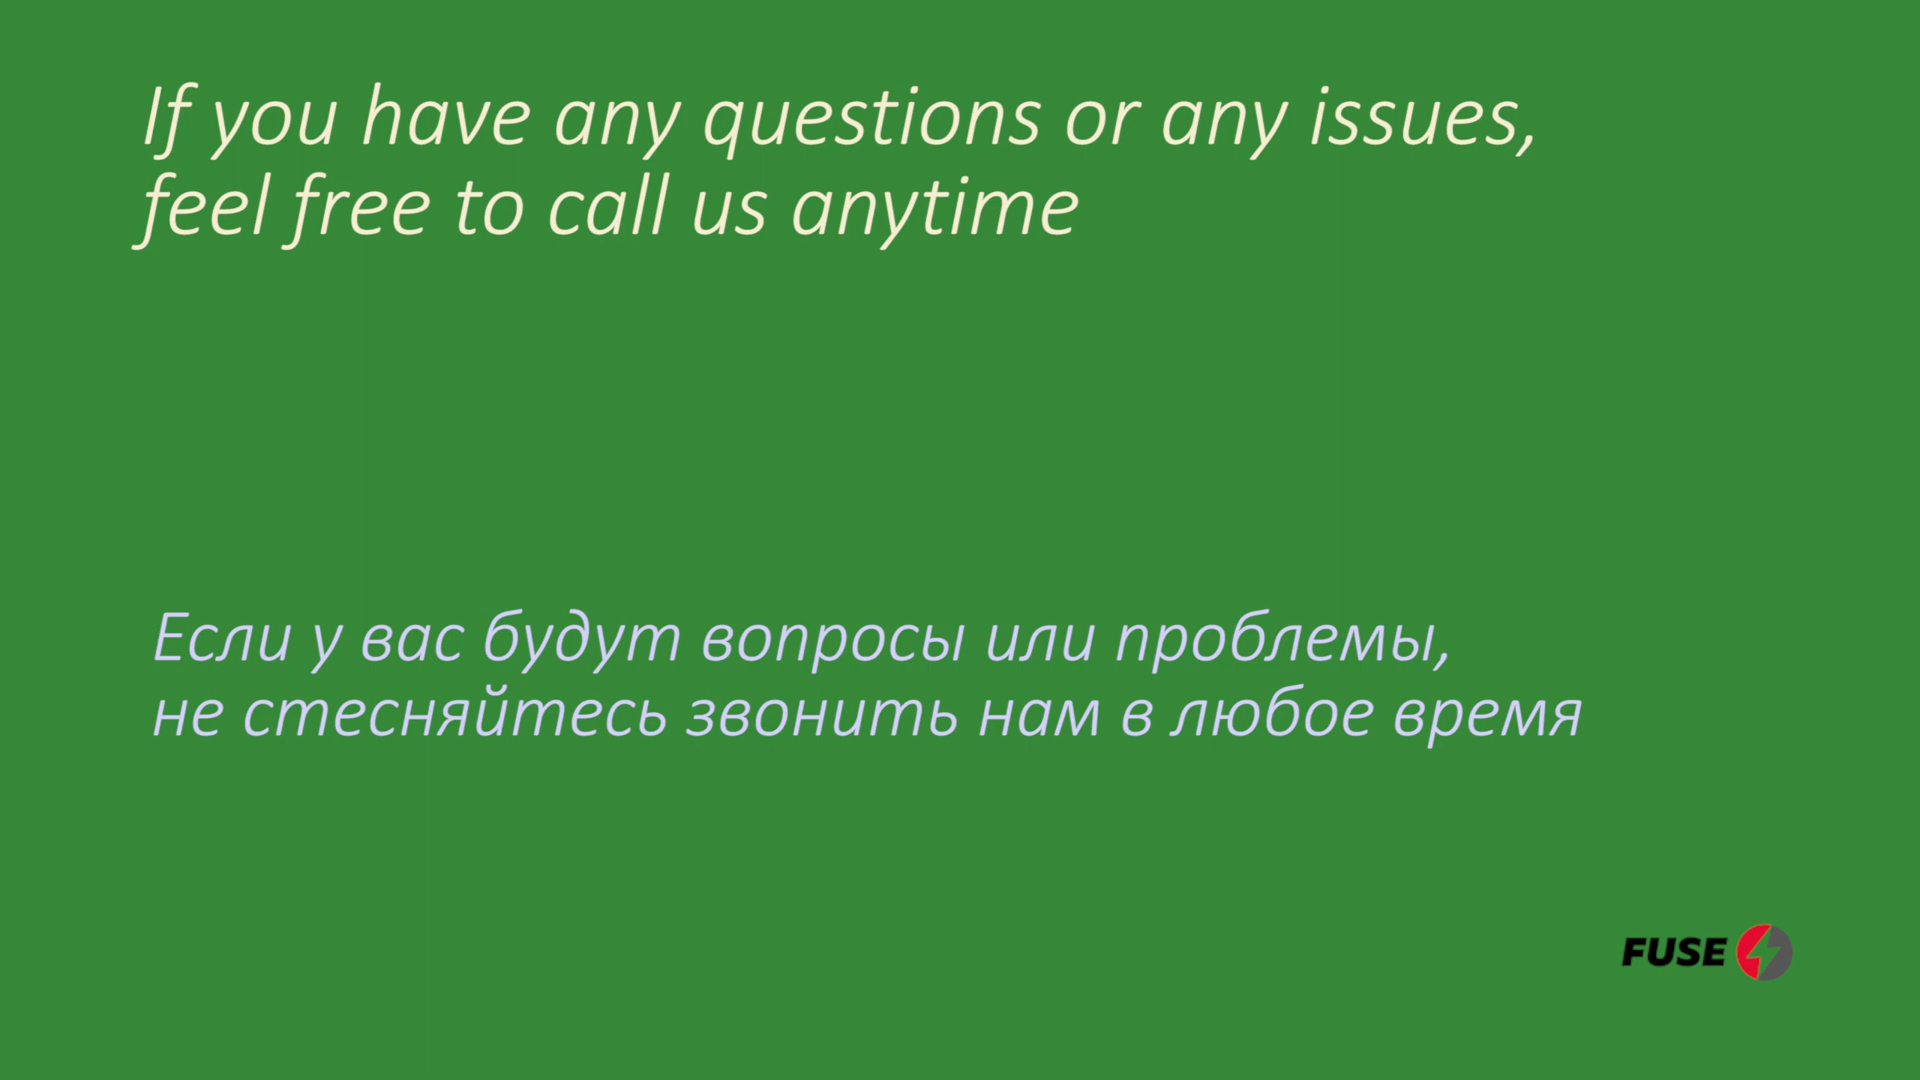 If you have any questions or any issues,
feel free to call us anytime
Если у вас будут вопросы или проблемы,
не стесняйтесь звонить нам в любое время
FUSE